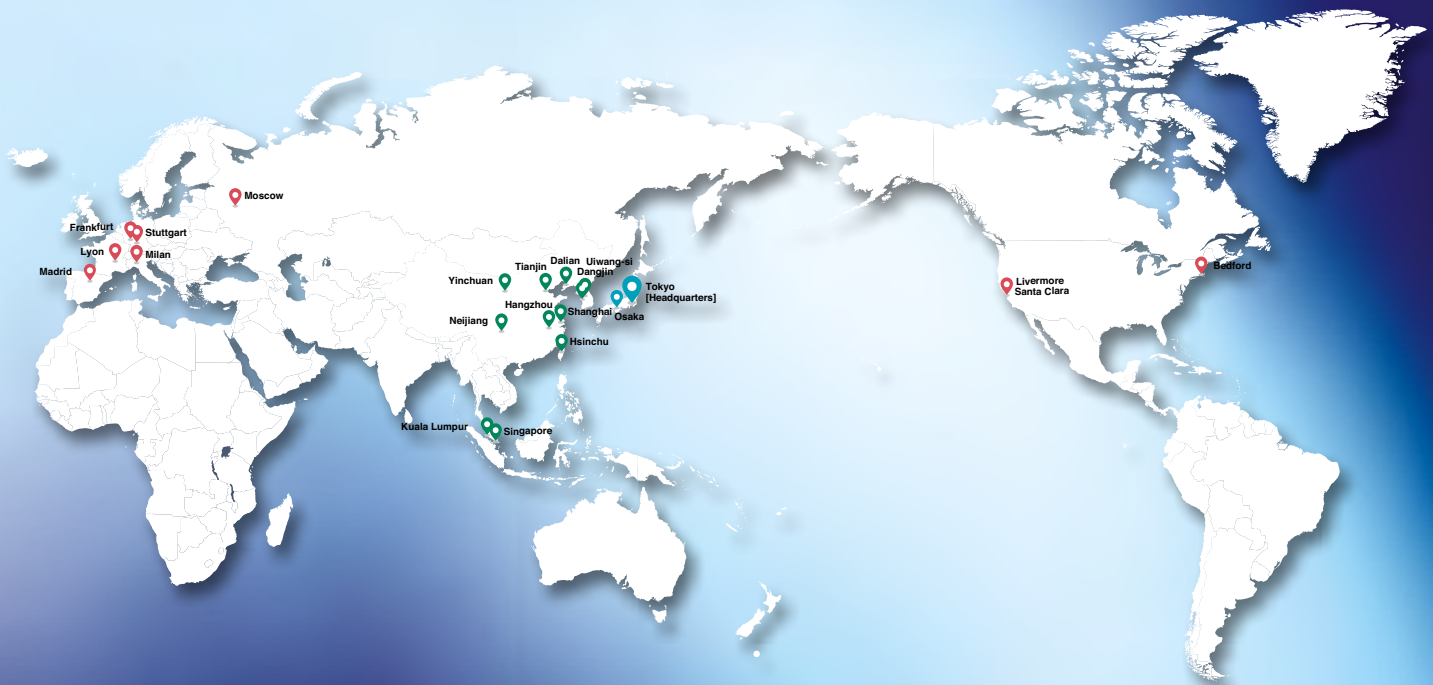 Moscow
Frankfurt
Stuttgart
Lyon
Milan
Madrid
Dalian
Uiwang-si
Tianjin
Dangjin
Yinchuan
Tokyo
[Headquarters]
Hangzhou
Shanghai
Osaka
Neijiang
Hsinchu
Kuala Lumpur
Singapore
Livermore
Santa Clara
Bedford